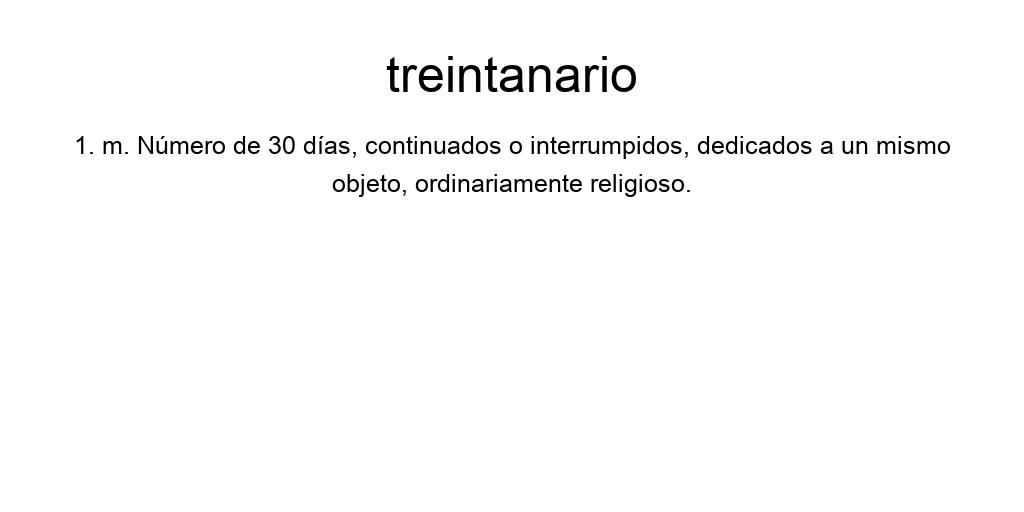 treintanario
1. m. Número de 30 días, continuados o interrumpidos, dedicados a un mismo
objeto, ordinariamente religioso.